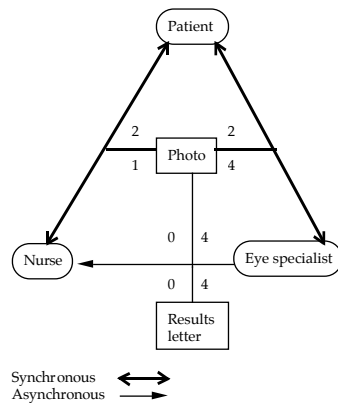 Patient
2 2
Photo
1 4
0 4
Nurse
Eye specialist
0 4
Results
letter
Synchronous
Asynchronous